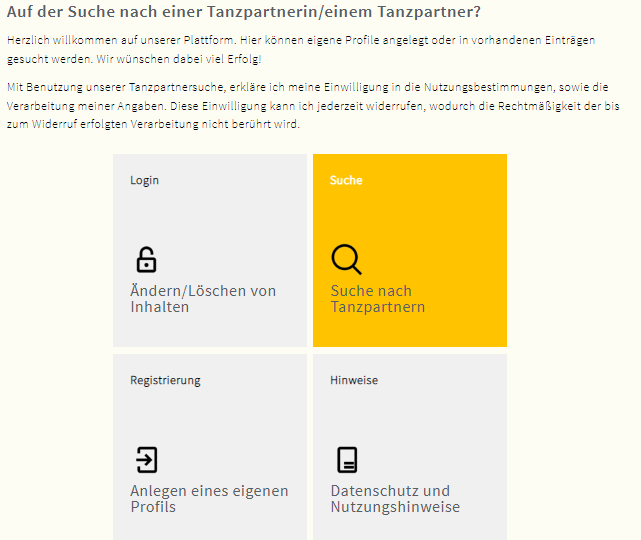 Auf der Suche nach einer Tanzpartnerin/einem Tanzpartner?
Herzlich willkommen auf unserer Plattform. Hier können eigene Profile angelegt oder in vorhandenen Einträgen
gesucht werden. Wir wünschen dabei viel Erfolg!
Mit Benutzung unserer Tanzpartnersuche, erkläre ich meine Einwilligung in die Nutzungsbestimmungen, sowie die
Verarbeitung meiner Angaben. Diese Einwilligung kann ich jederzeit widerrufen, wodurch die Rechtmäßigkeit der bis
zum Widerruf erfolgten Verarbeitung nicht berührt wird.
Login
Ändern/Löschen von
Inhalten
Suche
Suche nach
Tanzpartnern
Registrierung
Anlegen eines eigenen
Profils
Hinweise
Datenschutz und
Nutzungshinweise